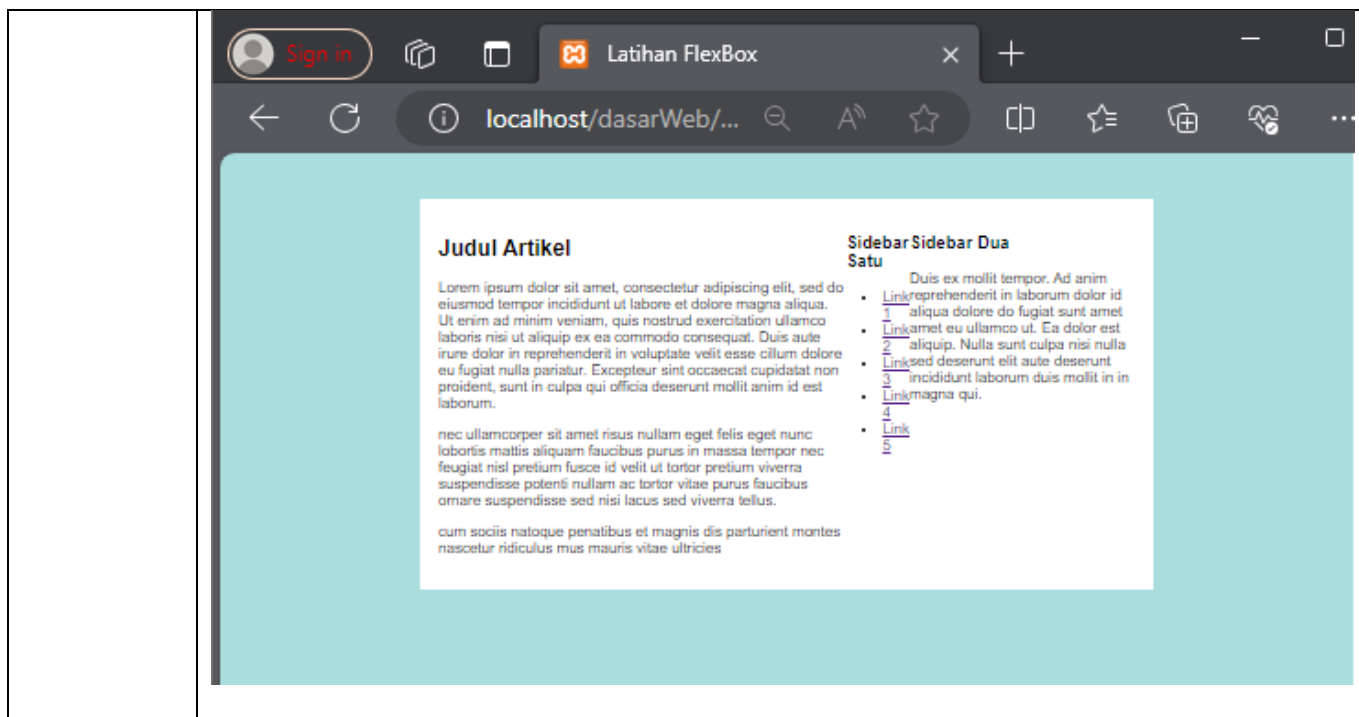 Sign in
Latihan FlexBox
localhost/dasarWeb/...
Judul Artikel
Lorem ipsum dolor sit amet, consectetur adipiscing elit, sed do
eiusmod tempor incididunt ut labore et dolore magna aliqua.
Ut enim ad minim veniam, quis nostrud exercitation ullamco
laboris nisi ut aliquip ex ea commodo consequat. Duis aute
irure dolor in reprehenderit in voluptate velit esse cillum dolore
eu fugiat nulla pariatur. Excepteur sint occaecat cupidatat non
proident, sunt in culpa qui officia deserunt mollit anim id est
laborum.
nec ullamcorper sit amet risus nullam eget felis eget nunc
lobortis mattis aliquam faucibus purus in massa tempor nec
feugiat nisl pretium fusce id velit ut tortor pretium viverra
suspendisse potenti nullam ac tortor vitae purus faucibus
ornare suspendisse sed nisi lacus sed viverra tellus.
cum sociis natoque penatibus et magnis dis parturient montes
nascetur ridiculus mus mauris vitae ultricies
Sidebar
Satu
Link
1
Link
2
Link
3
Link
4
Link
5
Sidebar Dua
Duis ex mollit tempor. Ad anim
reprehenderit in laborum dolor id
aliqua dolore do fugiat sunt amet
amet eu ullamco ut. Ea dolor est
aliquip. Nulla sunt culpa nisi nulla
sed deserunt elit aute deserunt
incididunt laborum duis mollit in in
magna qui.